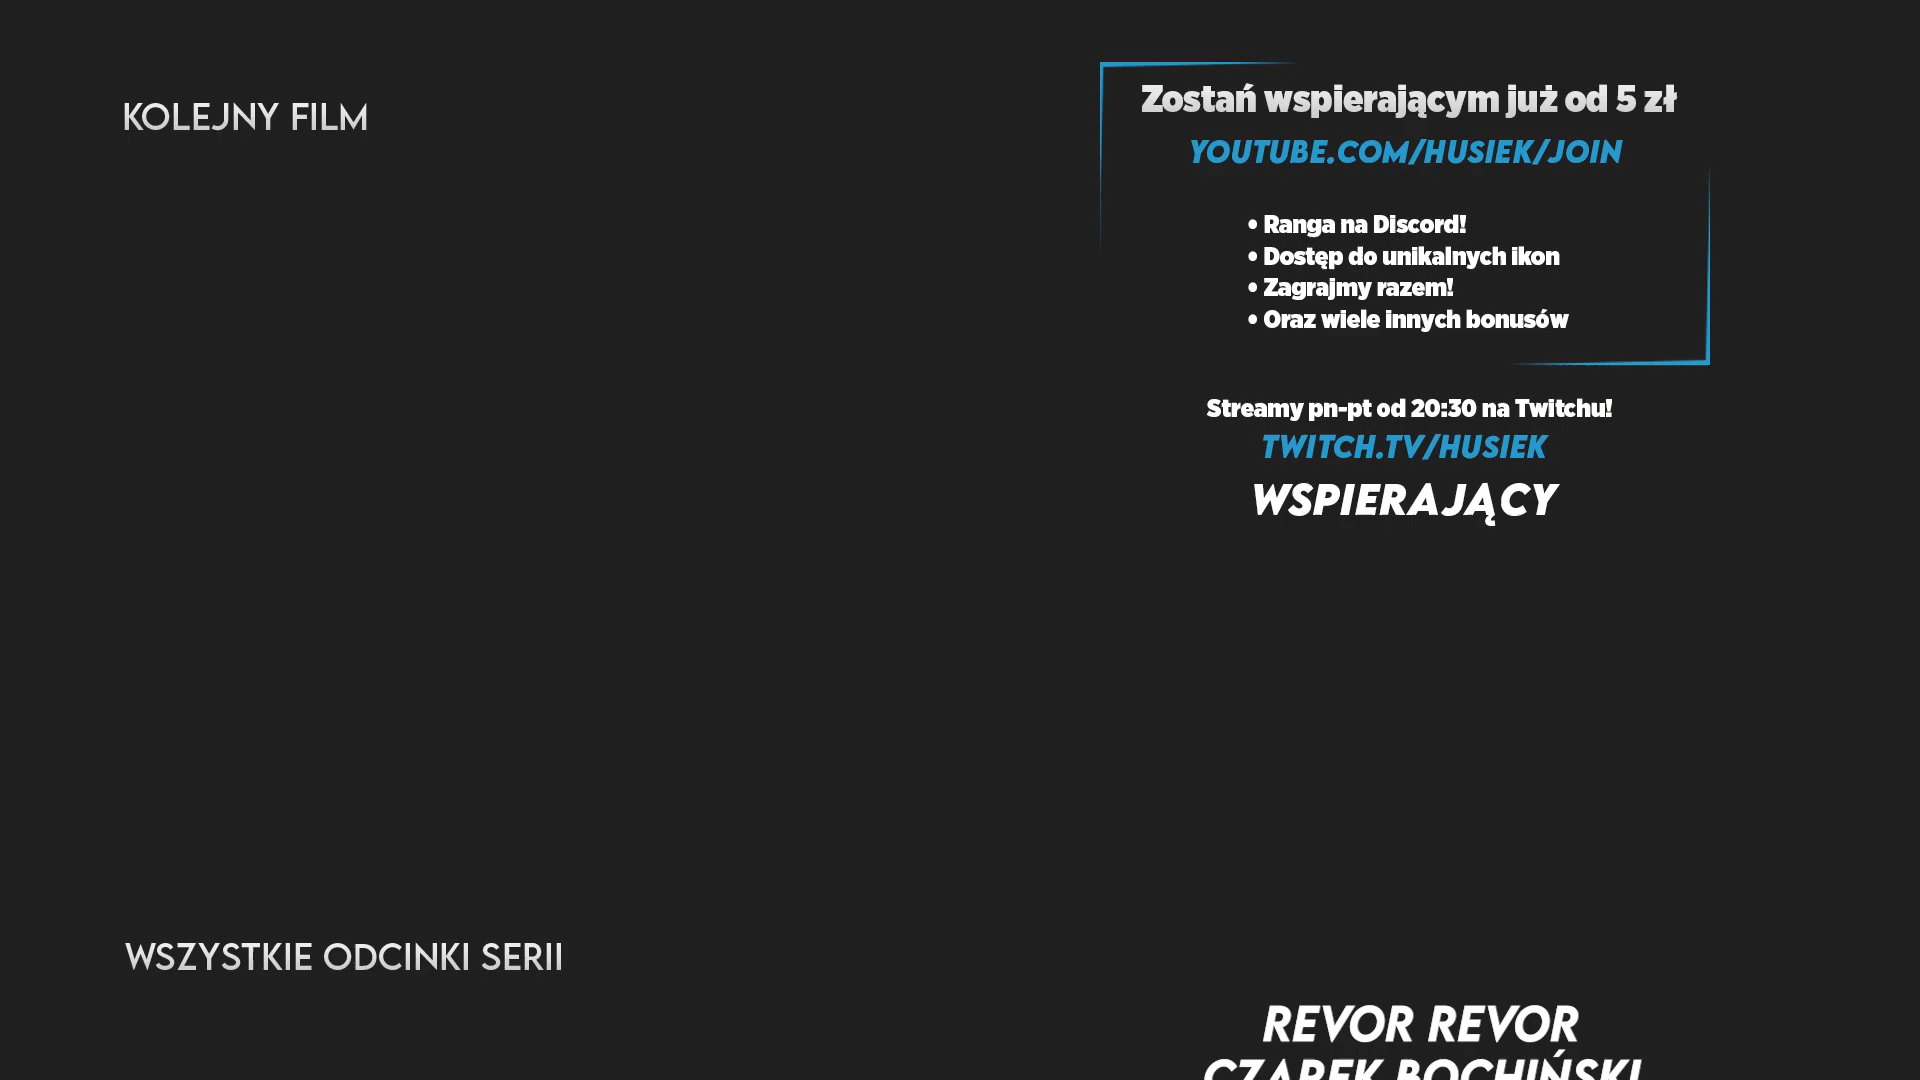 KOLEJNY FILM
Zostań wspierającym już od 5 zł
YOUTUBE.COM/HUSIEK/JOIN
• Ranga na Discord!
• Dostęp do unikalnych ikon
• Zagrajmy razem!
• Oraz wiele innych bonusów
Streamy pn-pt od 20:30 na Twitchu!
TWITCH.TV/HUSIEK
WSPIERAJĄCY
WSZYSTKIE ODCINKI SERII
REVOR REVOR
CZAREK BOCHIŃSKI